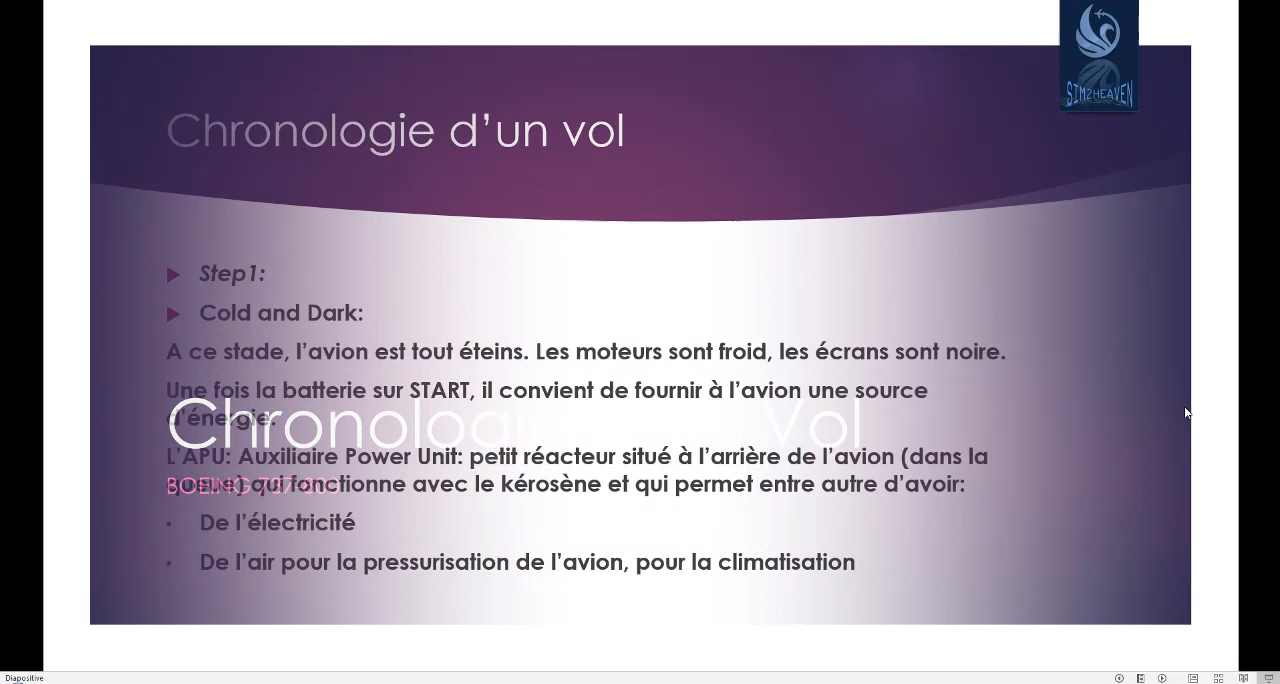 SIM2HEAVEN
Chronologie d’un vol
Step1:
Cold and Dark:
A ce stade, l’avion est tout éteins. Les moteurs sont froid, les écrans sont noire.
Une fois la batterie sur START, il convient de fournir à l’avion une source
d’énergie.
Chronologie Vol
L’APU: Auxiliaire Power Unit: petit réacteur situé à l’arrière de l’avion (dans la
queue) qui fonctionne avec le kérosène et qui permet entre autre d’avoir:
BOEING
De l’électricité
De l’air pour la pressurisation de l’avion, pour la climatisation
Diapositive